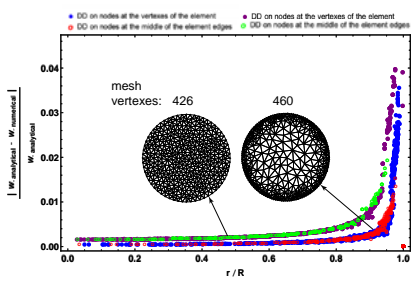 DD on nodes at the vertexes of the element
DD on nodes at the vertexes of the element
DD on nodes at the middle of the element edges
DD on nodes at the middle of the element edges
mesh
vertexes: 426 460
| W. analytical - W. numerical |
W. analytical
0.04
0.03
0.02
0.01
0.00
0.0 0.2 0.4 0.6 0.8 1.0
r / R